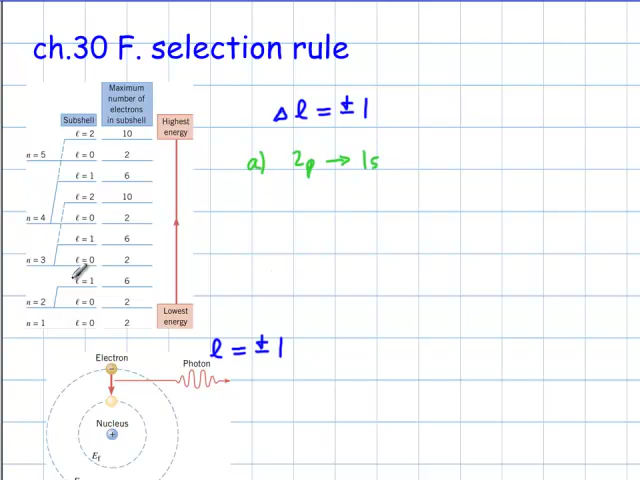 ch.30 F. selection rule
Δ l = ± 1
a) 2p → 1s
Maximum
number of
electrons
in subshell
Subshell
Highest
energy
ℓ = 2 10
n = 5 ℓ = 0 2
ℓ = 1 6
ℓ = 2 10
n = 4 ℓ = 0 2
ℓ = 1 6
n = 3 ℓ = 0 2
ℓ = 1 6
n = 2 ℓ = 0 2
n = 1 ℓ = 0 2
Lowest
energy
l = ± 1
Electron
Photon
−
Nucleus
+
Ef